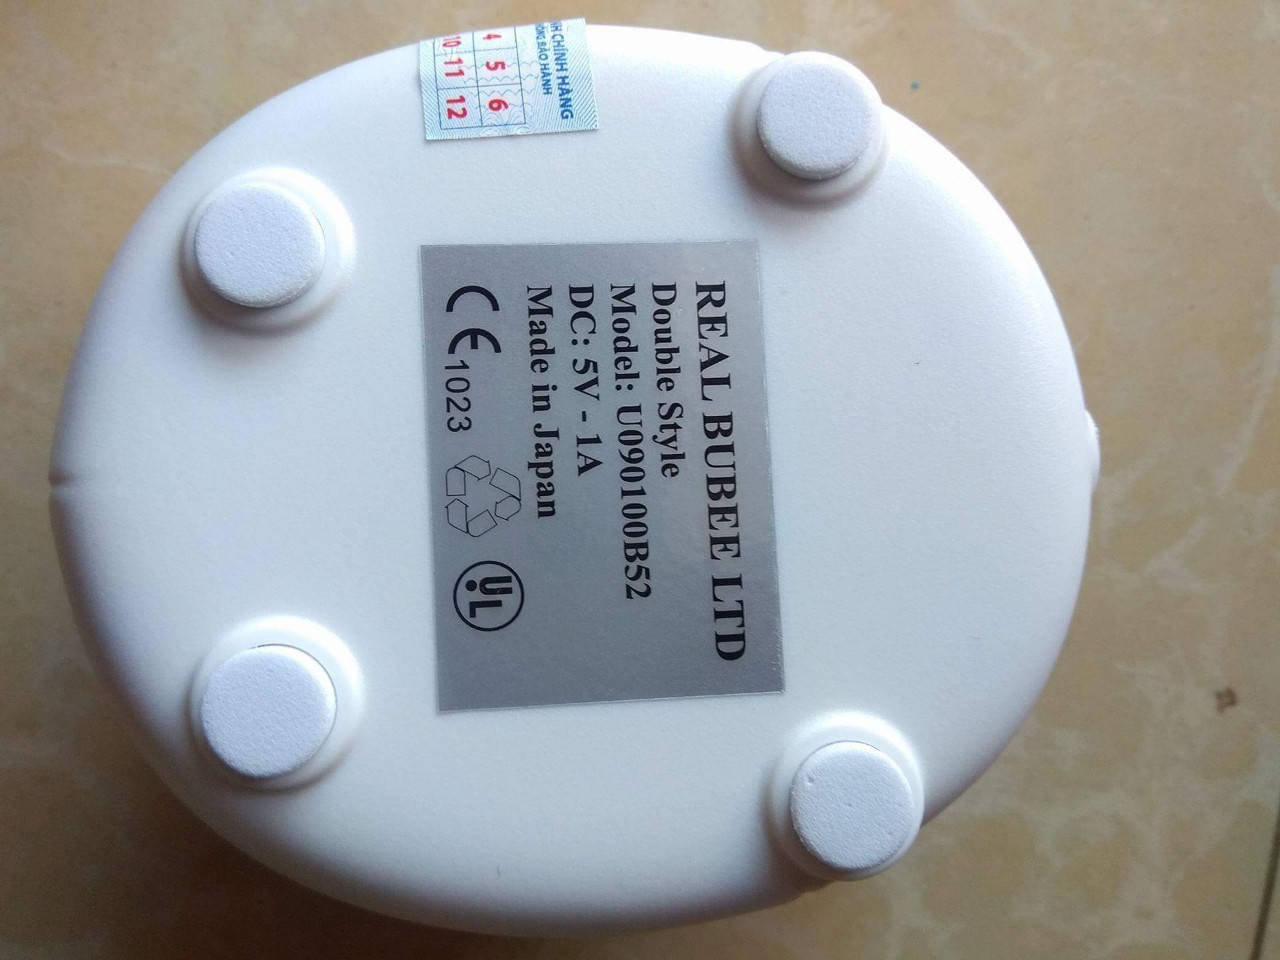 REAL BUBEE LTD
Double Style
Model: U090100B52
DC: 5V - 1A
Made in Japan
CE 1023 UL
CHÍNH HÀNG
BẢO HÀNH
4 5 6
10 11 12